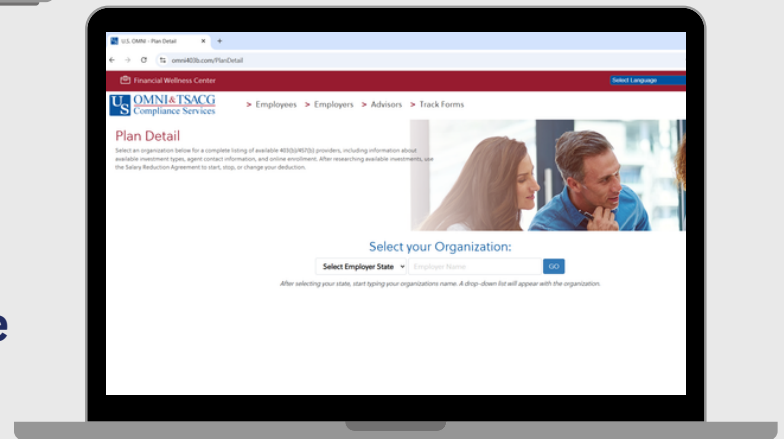 U.S. OMNI - Plan Detail
omni403b.com/PlanDetail
Financial Wellness Center
Select Language
US OMNI & TSACG
Compliance Services
> Employees > Employers > Advisors > Track Forms
Plan Detail
Select an organization below for a complete listing of available 403(b)/457(b) providers, including information about
available investment types, agent contact information, and online enrollment. After researching available investments, use
the Salary Reduction Agreement to start, stop, or change your deduction.
Select your Organization:
Select Employer State Employer Name GO
After selecting your state, start typing your organizations name. A drop-down list will appear with the organization.
e